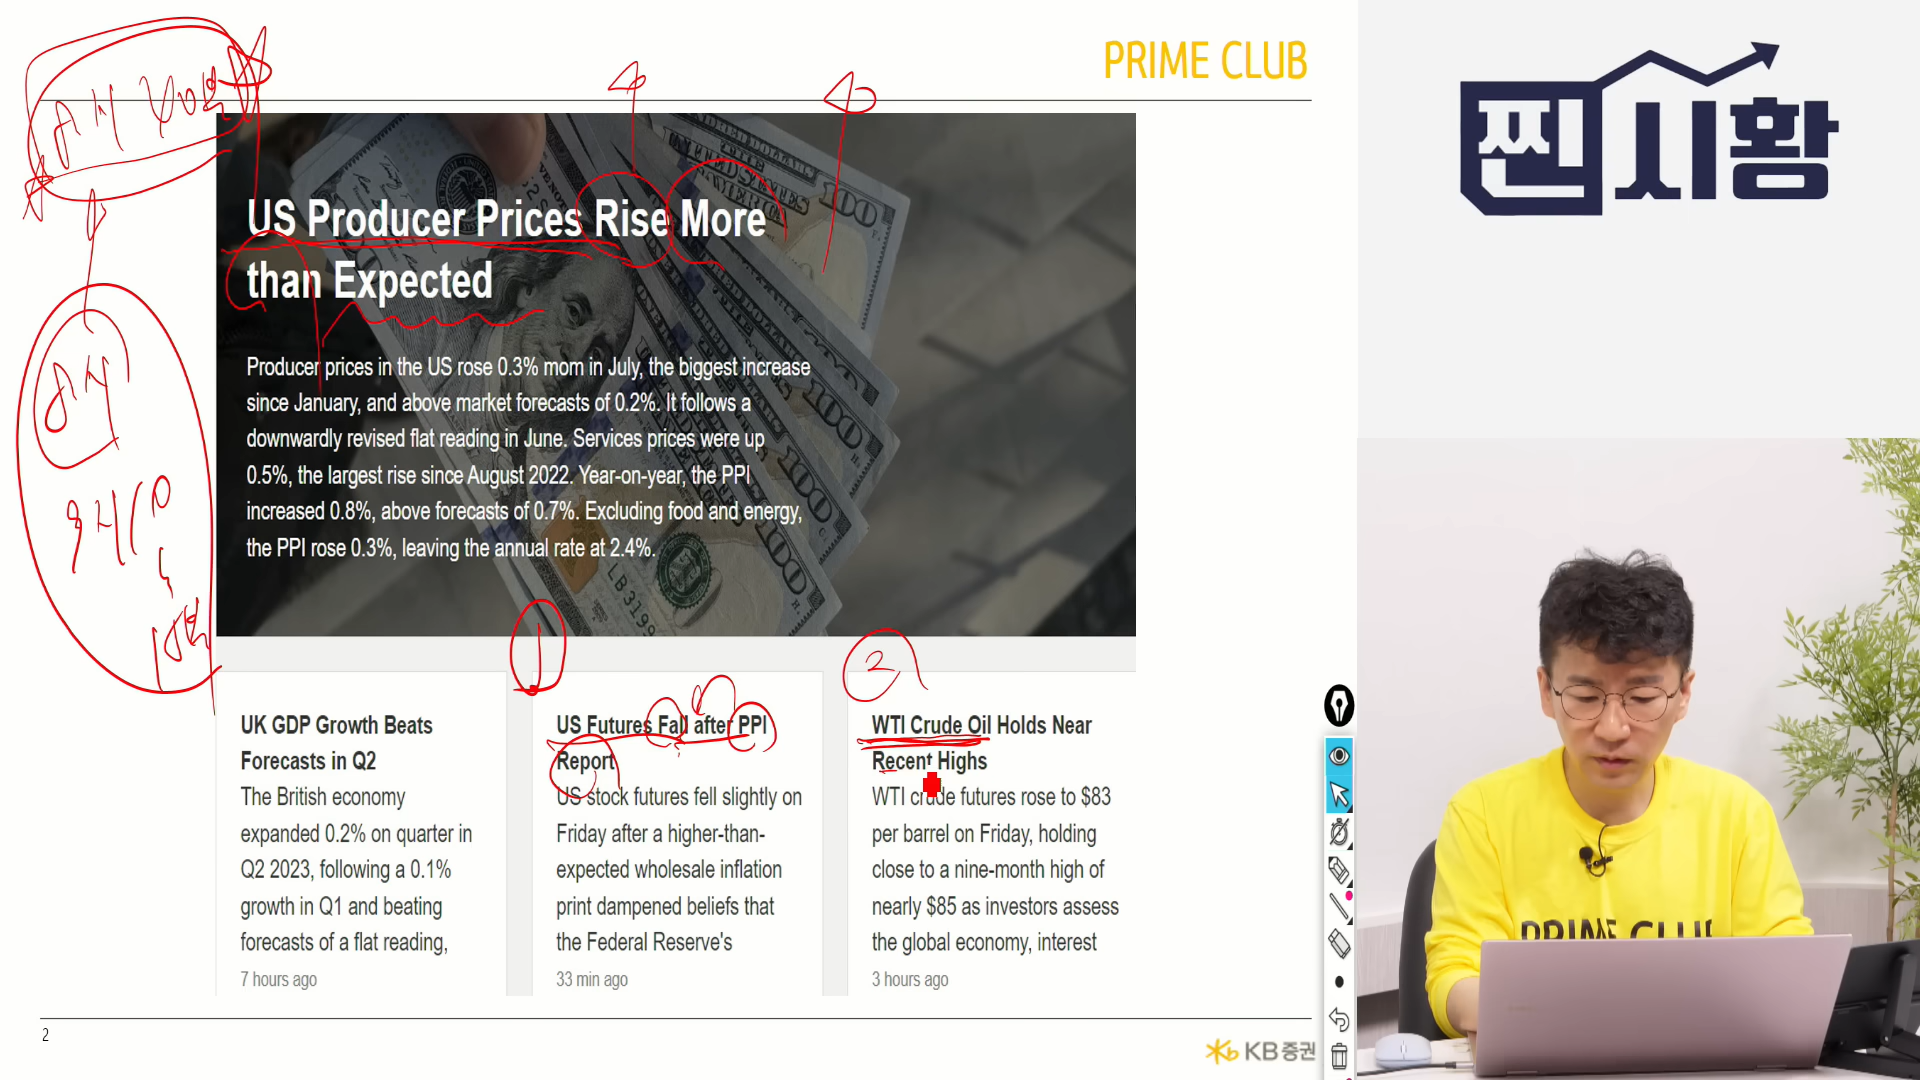 PRIME CLUB
찐시황
US Producer Prices Rise More
than Expected
Producer prices in the US rose 0.3% mom in July, the biggest increase
since January, and above market forecasts of 0.2%. It follows a
downwardly revised flat reading in June. Services prices were up
0.5%, the largest rise since August 2022. Year-on-year, the PPI
increased 0.8%, above forecasts of 0.7%. Excluding food and energy,
the PPI rose 0.3%, leaving the annual rate at 2.4%.
1
2
UK GDP Growth Beats
Forecasts in Q2
The British economy
expanded 0.2% on quarter in
Q2 2023, following a 0.1%
growth in Q1 and beating
forecasts of a flat reading,
7 hours ago
US Futures Fall after PPI
Report
US stock futures fell slightly on
Friday after a higher-than-
expected wholesale inflation
print dampened beliefs that
the Federal Reserve's
33 min ago
WTI Crude Oil Holds Near
Recent Highs
WTI crude futures rose to $83
per barrel on Friday, holding
close to a nine-month high of
nearly $85 as investors assess
the global economy, interest
3 hours ago
PRIME CLUB
2
KB증권